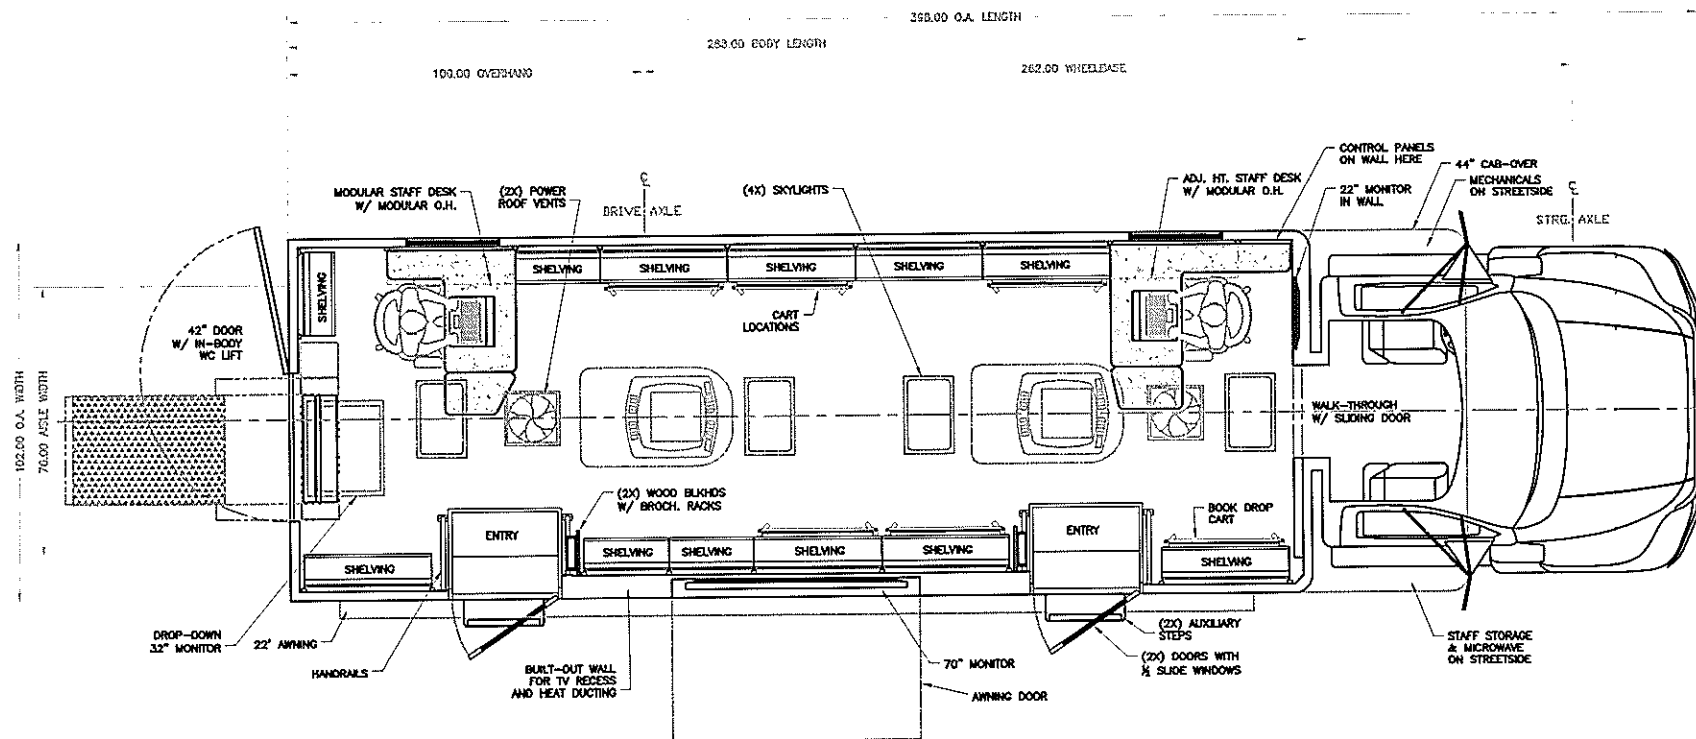 398.00 O.A. LENGTH
283.00 BODY LENGTH
100.00 OVERHANG
262.00 WHEELBASE
CONTROL PANELS
ON WALL HERE
44" CAB-OVER
MECHANICALS
ON STREETSIDE
MODULAR STAFF DESK
W/ MODULAR O.H.
(2X) POWER
ROOF VENTS
(4X) SKYLIGHTS
ADJ. HT. STAFF DESK
W/ MODULAR O.H.
22" MONITOR
IN WALL
DRIVE AXLE
STRG. AXLE
SHELVING
SHELVING
SHELVING
SHELVING
SHELVING
SHELVING
CART
LOCATIONS
42" DOOR
W/ IN-BODY
WC LIFT
102.00 O.A. WIDTH
70.00 AISLE WIDTH
WALK-THROUGH
W/ SLIDING DOOR
(2X) WOOD BLKHDS
W/ BROCH. RACKS
BOOK DROP
CART
ENTRY
ENTRY
SHELVING
SHELVING
SHELVING
SHELVING
SHELVING
SHELVING
DROP-DOWN
32" MONITOR
22' AWNING
HANDRAILS
BUILT-OUT WALL
FOR TV RECESS
AND HEAT DUCTING
70" MONITOR
AWNING DOOR
(2X) AUXILIARY
STEPS
(2X) DOORS WITH
½ SLIDE WINDOWS
STAFF STORAGE
& MICROWAVE
ON STREETSIDE